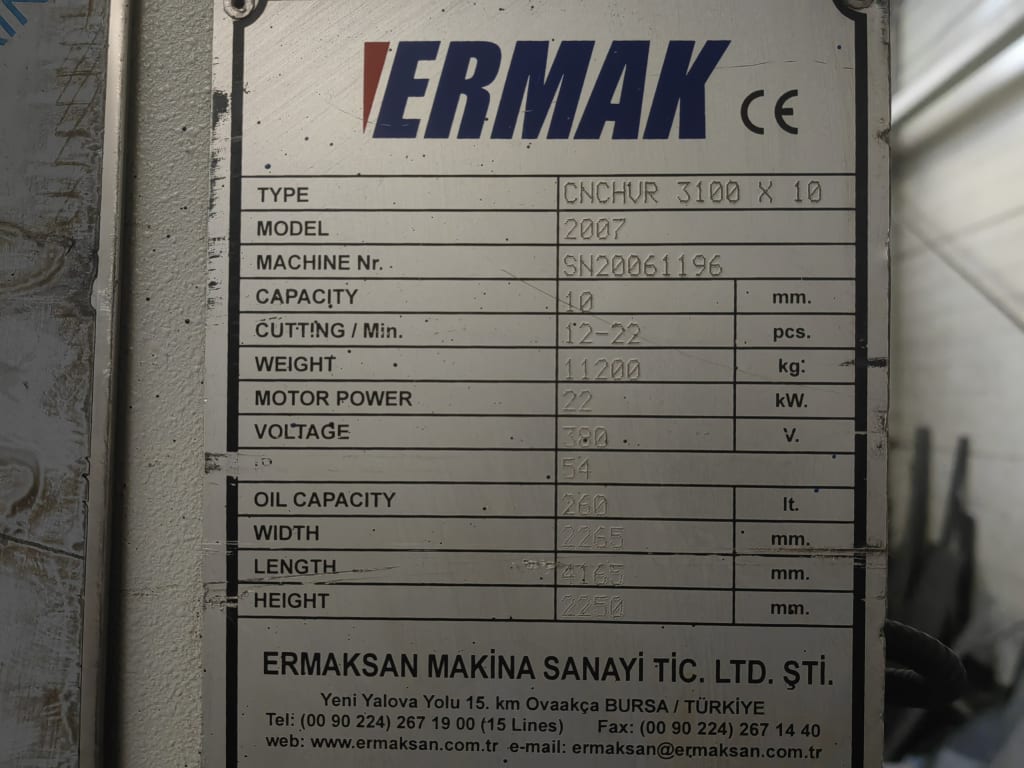 ERMAK CE
TYPE CNCHVR 3100 X 10
MODEL 2007
MACHINE Nr. SN20061196
CAPACITY 10 mm.
CUTTING / Min. 12-22 pcs.
WEIGHT 11200 kg.
MOTOR POWER 22 kW.
VOLTAGE 380 V.
54
OIL CAPACITY 260 lt.
WIDTH 2265 mm.
LENGTH 4165 mm.
HEIGHT 2250 mm.
ERMAKSAN MAKİNA SANAYİ TİC. LTD. ŞTİ.
Yeni Yalova Yolu 15. km Ovaakça BURSA / TÜRKİYE
Tel: (00 90 224) 267 19 00 (15 Lines) Fax: (00 90 224) 267 14 40
web: www.ermaksan.com.tr e-mail: ermaksan@ermaksan.com.tr